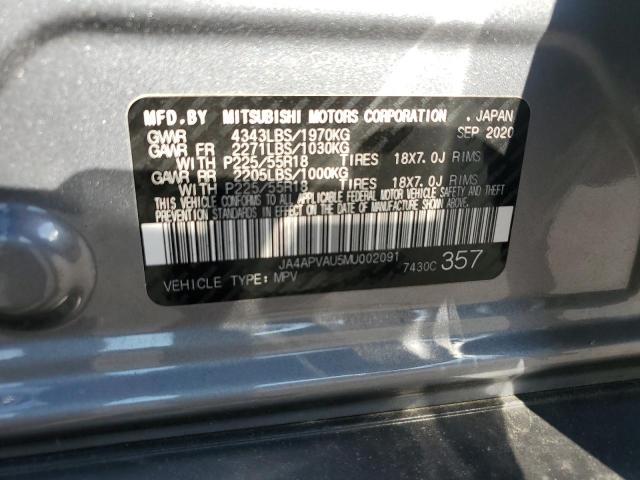 MFD.BY MITSUBISHI MOTORS CORPORATION . JAPAN
GVWR 4343LBS/1970KG SEP 2020
GAWR FR 2271LBS/1030KG
WITH P225/55R18 TIRES 18X7.0J RIMS
GAWR RR 2205LBS/1000KG
WITH P225/55R18 TIRES 18X7.0J RIMS
THIS VEHICLE CONFORMS TO ALL APPLICABLE FEDERAL MOTOR VEHICLE SAFETY AND THEFT
PREVENTION STANDARDS IN EFFECT ON THE DATE OF MANUFACTURE SHOWN ABOVE.
JA4APVAU5MU002091 7430C 357
VEHICLE TYPE: MPV